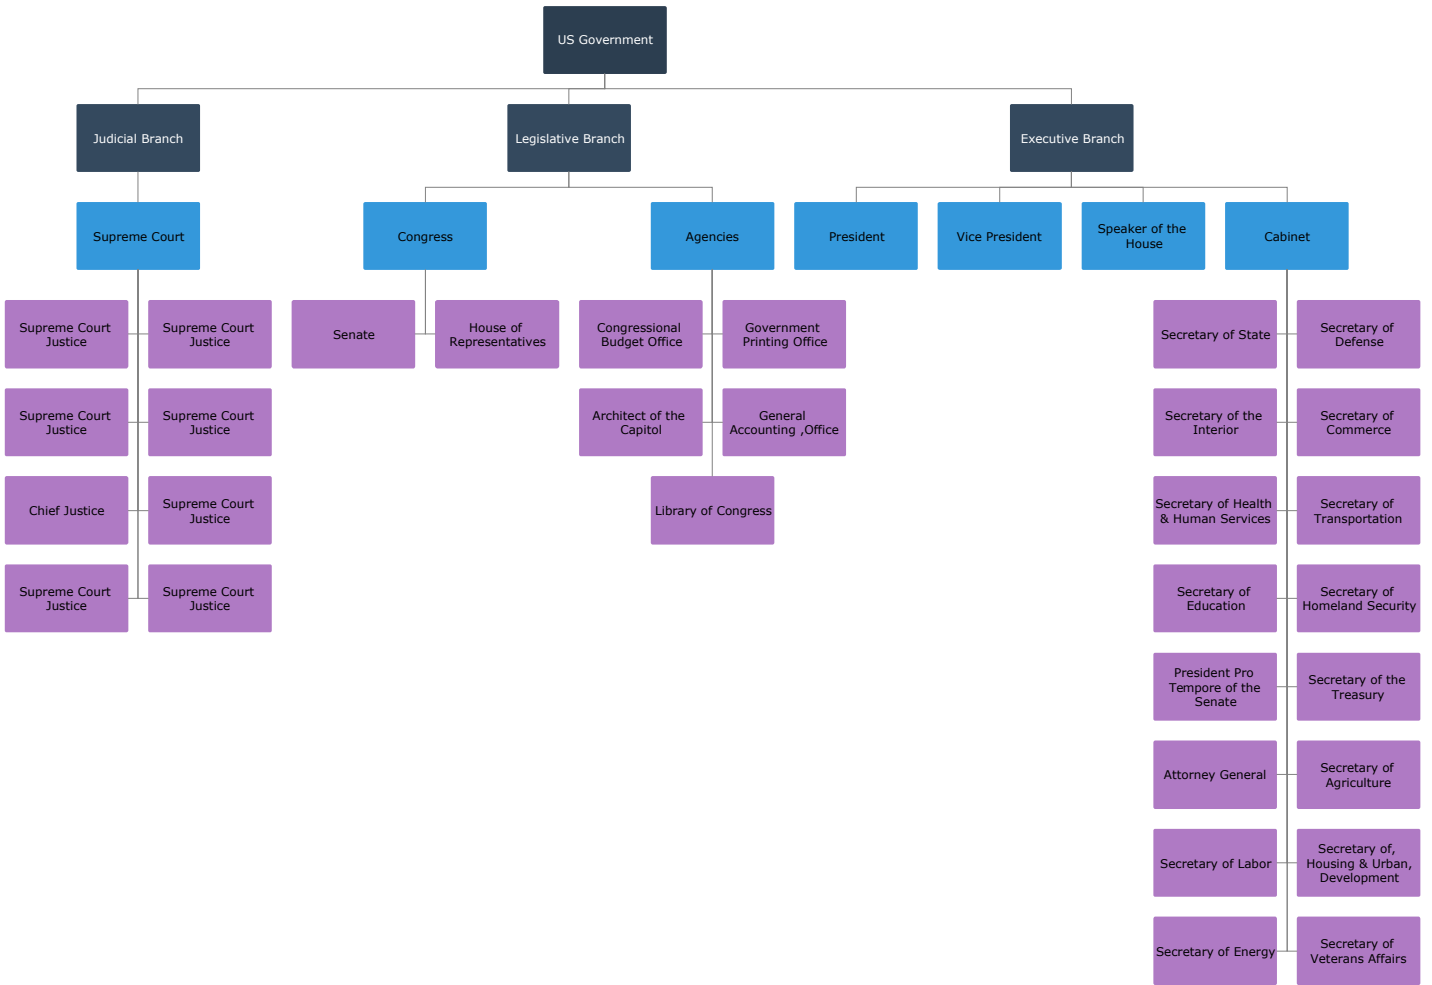 US Government
Judicial Branch
Legislative Branch
Executive Branch
Supreme Court
Congress
Agencies
President
Vice President
Speaker of the
House
Cabinet
Supreme Court
Justice
Supreme Court
Justice
Senate
House of
Representatives
Congressional
Budget Office
Government
Printing Office
Secretary of State
Secretary of
Defense
Supreme Court
Justice
Supreme Court
Justice
Architect of the
Capitol
General
Accounting ,Office
Secretary of the
Interior
Secretary of
Commerce
Chief Justice
Supreme Court
Justice
Library of Congress
Secretary of Health
& Human Services
Secretary of
Transportation
Supreme Court
Justice
Supreme Court
Justice
Secretary of
Education
Secretary of
Homeland Security
President Pro
Tempore of the
Senate
Secretary of the
Treasury
Attorney General
Secretary of
Agriculture
Secretary of Labor
Secretary of,
Housing & Urban,
Development
Secretary of Energy
Secretary of
Veterans Affairs